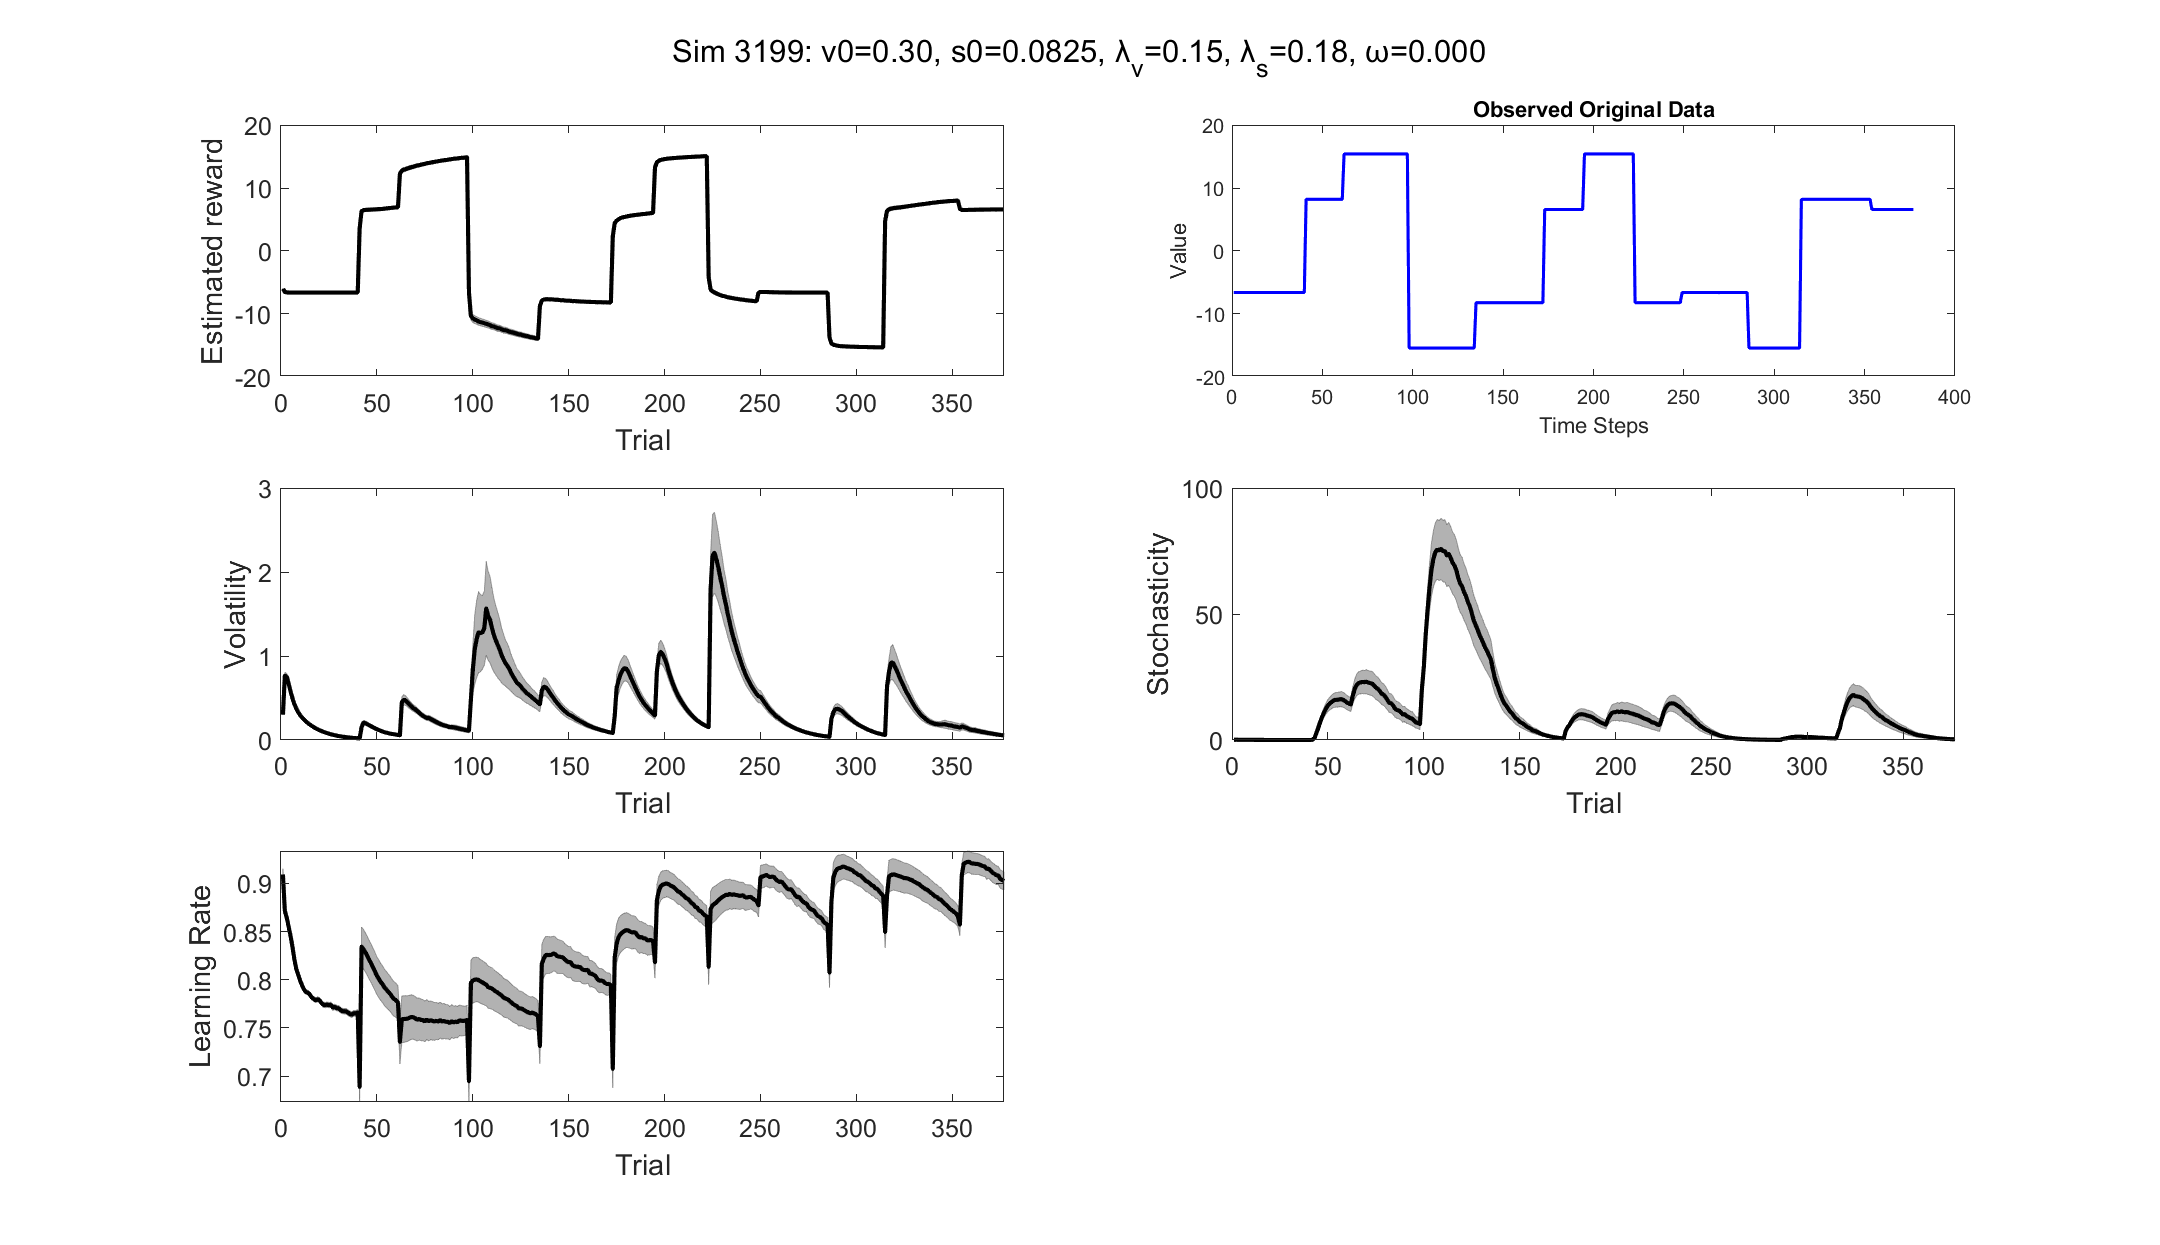 Sim 3199: v0=0.30, s0=0.0825, λv=0.15, λs=0.18, ω=0.000
Estimated reward
20
10
0
-10
-20
0 50 100 150 200 250 300 350
Trial
Observed Original Data
Value
20
10
0
-10
-20
0 50 100 150 200 250 300 350 400
Time Steps
Volatility
3
2
1
0
0 50 100 150 200 250 300 350
Trial
Stochasticity
100
50
0
0 50 100 150 200 250 300 350
Trial
Learning Rate
0.9
0.85
0.8
0.75
0.7
0 50 100 150 200 250 300 350
Trial